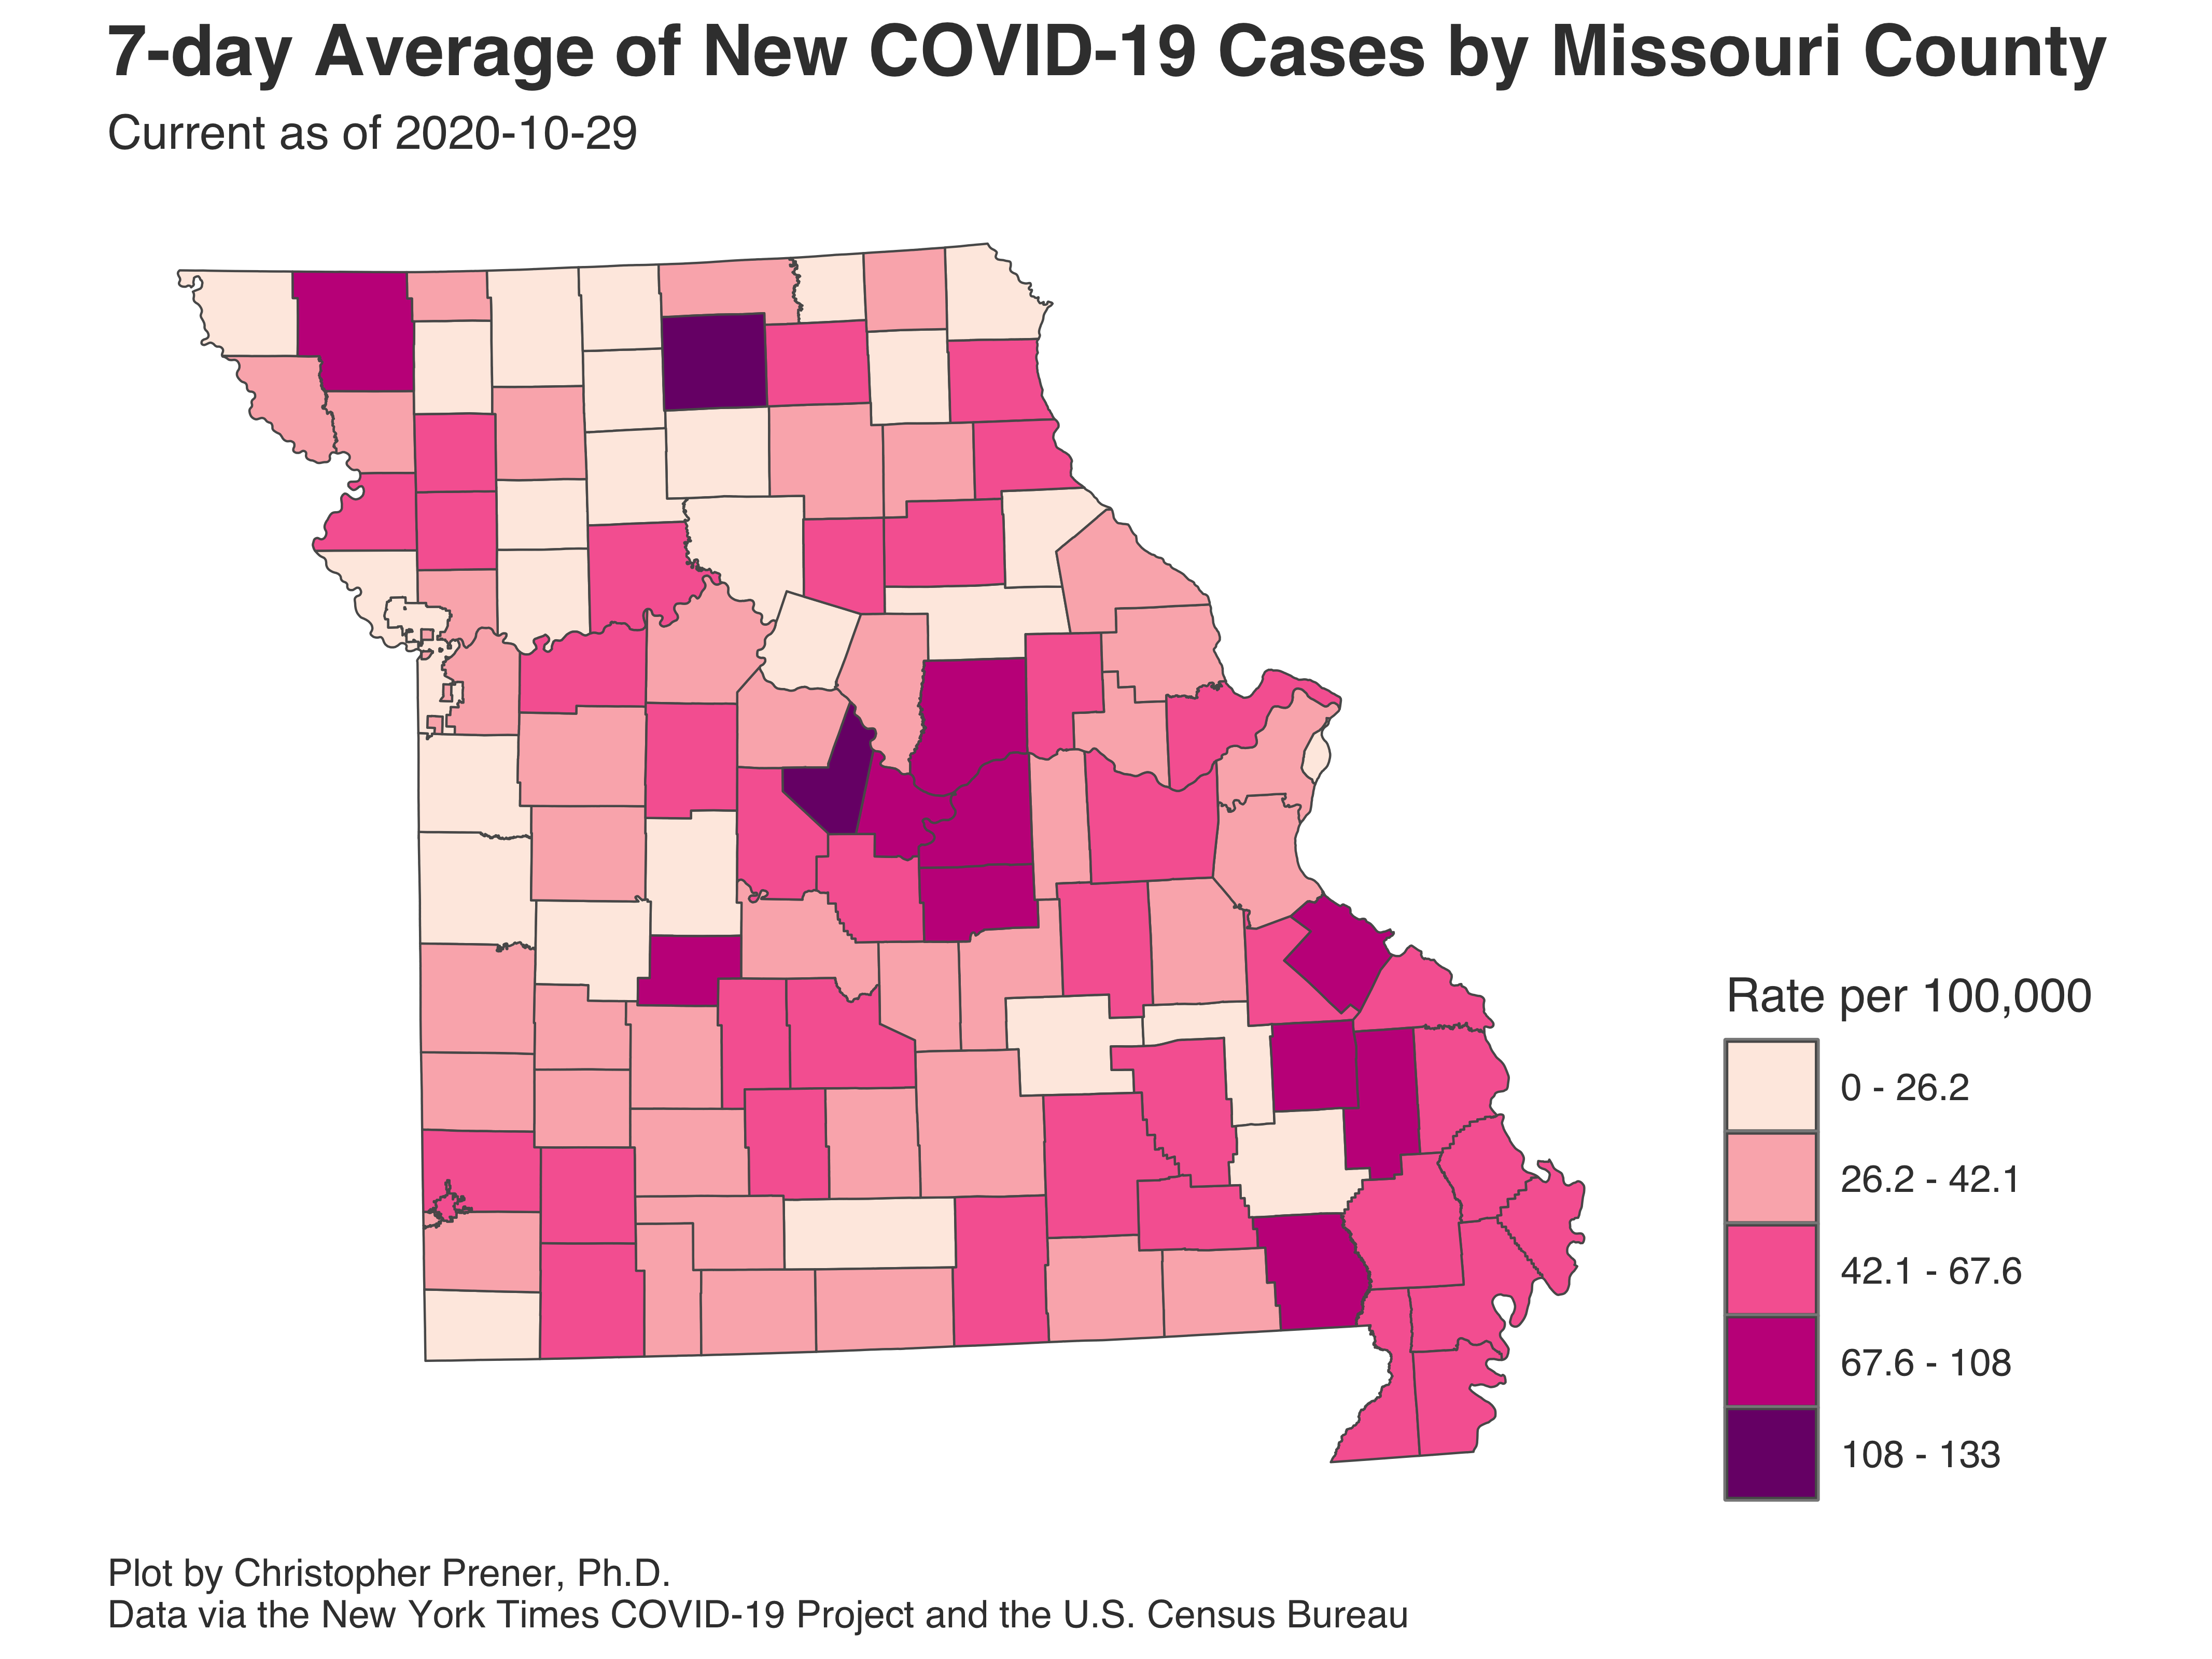 7-day Average of New COVID-19 Cases by Missouri County
Current as of 2020-10-29
Rate per 100,000
0 - 26.2
26.2 - 42.1
42.1 - 67.6
67.6 - 108
108 - 133
Plot by Christopher Prener, Ph.D.
Data via the New York Times COVID-19 Project and the U.S. Census Bureau